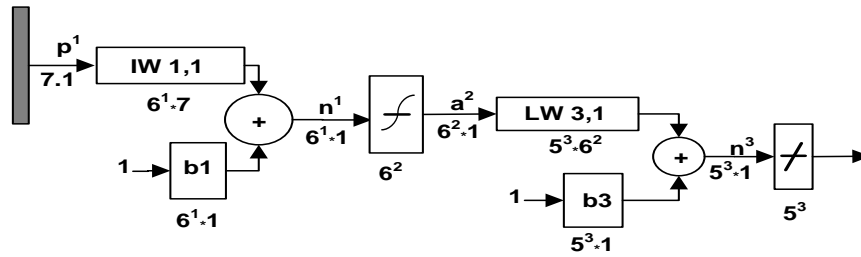 p¹
7.1
IW 1,1
6¹*7
1
b1
6¹*1
+
n¹
6¹*1
6²
a²
6²*1
LW 3,1
5³*6²
1
b3
5³*1
+
n³
5³*1
5³